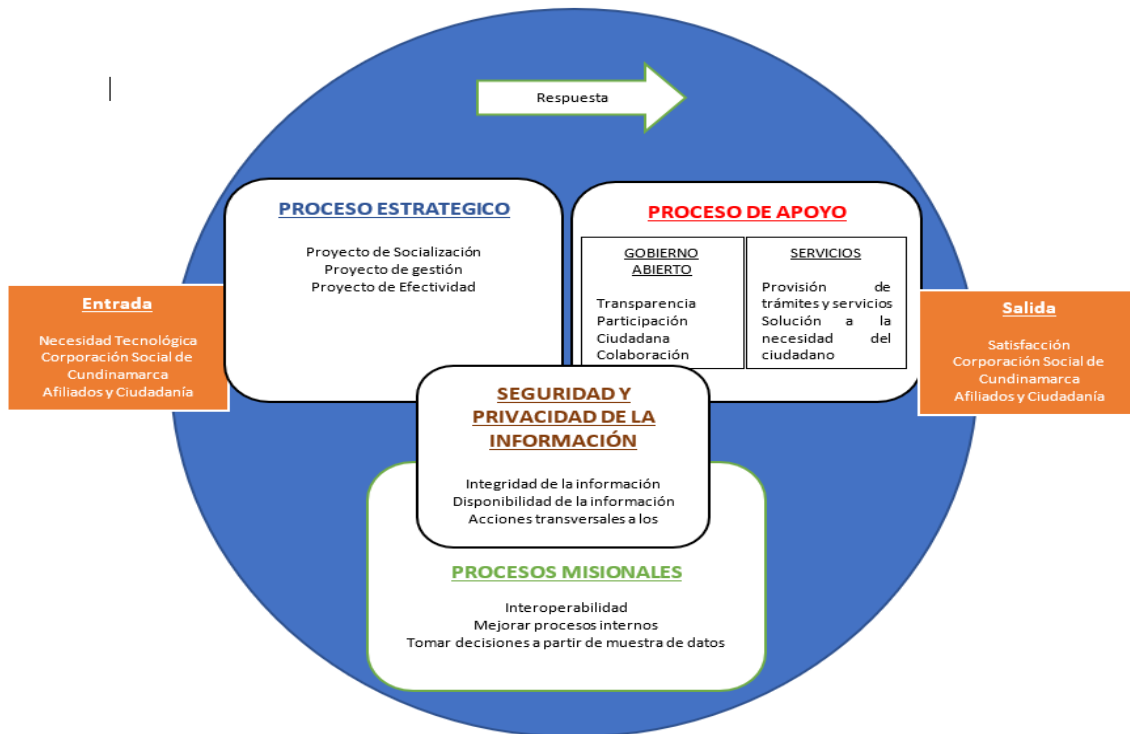 Respuesta
PROCESO ESTRATEGICO
Proyecto de Socialización
Proyecto de gestión
Proyecto de Efectividad
PROCESO DE APOYO
GOBIERNO
ABIERTO
Transparencia
Participación
Ciudadana
Colaboración
SERVICIOS
Provisión de
trámites y servicios
Solución a la
necesidad del
ciudadano
Entrada
Necesidad Tecnológica
Corporación Social de
Cundinamarca
Afiliados y Ciudadanía
Salida
Satisfacción
Corporación Social de
Cundinamarca
Afiliados y Ciudadanía
SEGURIDAD Y
PRIVACIDAD DE LA
INFORMACIÓN
Integridad de la información
Disponibilidad de la información
Acciones transversales a los
PROCESOS MISIONALES
Interoperabilidad
Mejorar procesos internos
Tomar decisiones a partir de muestra de datos